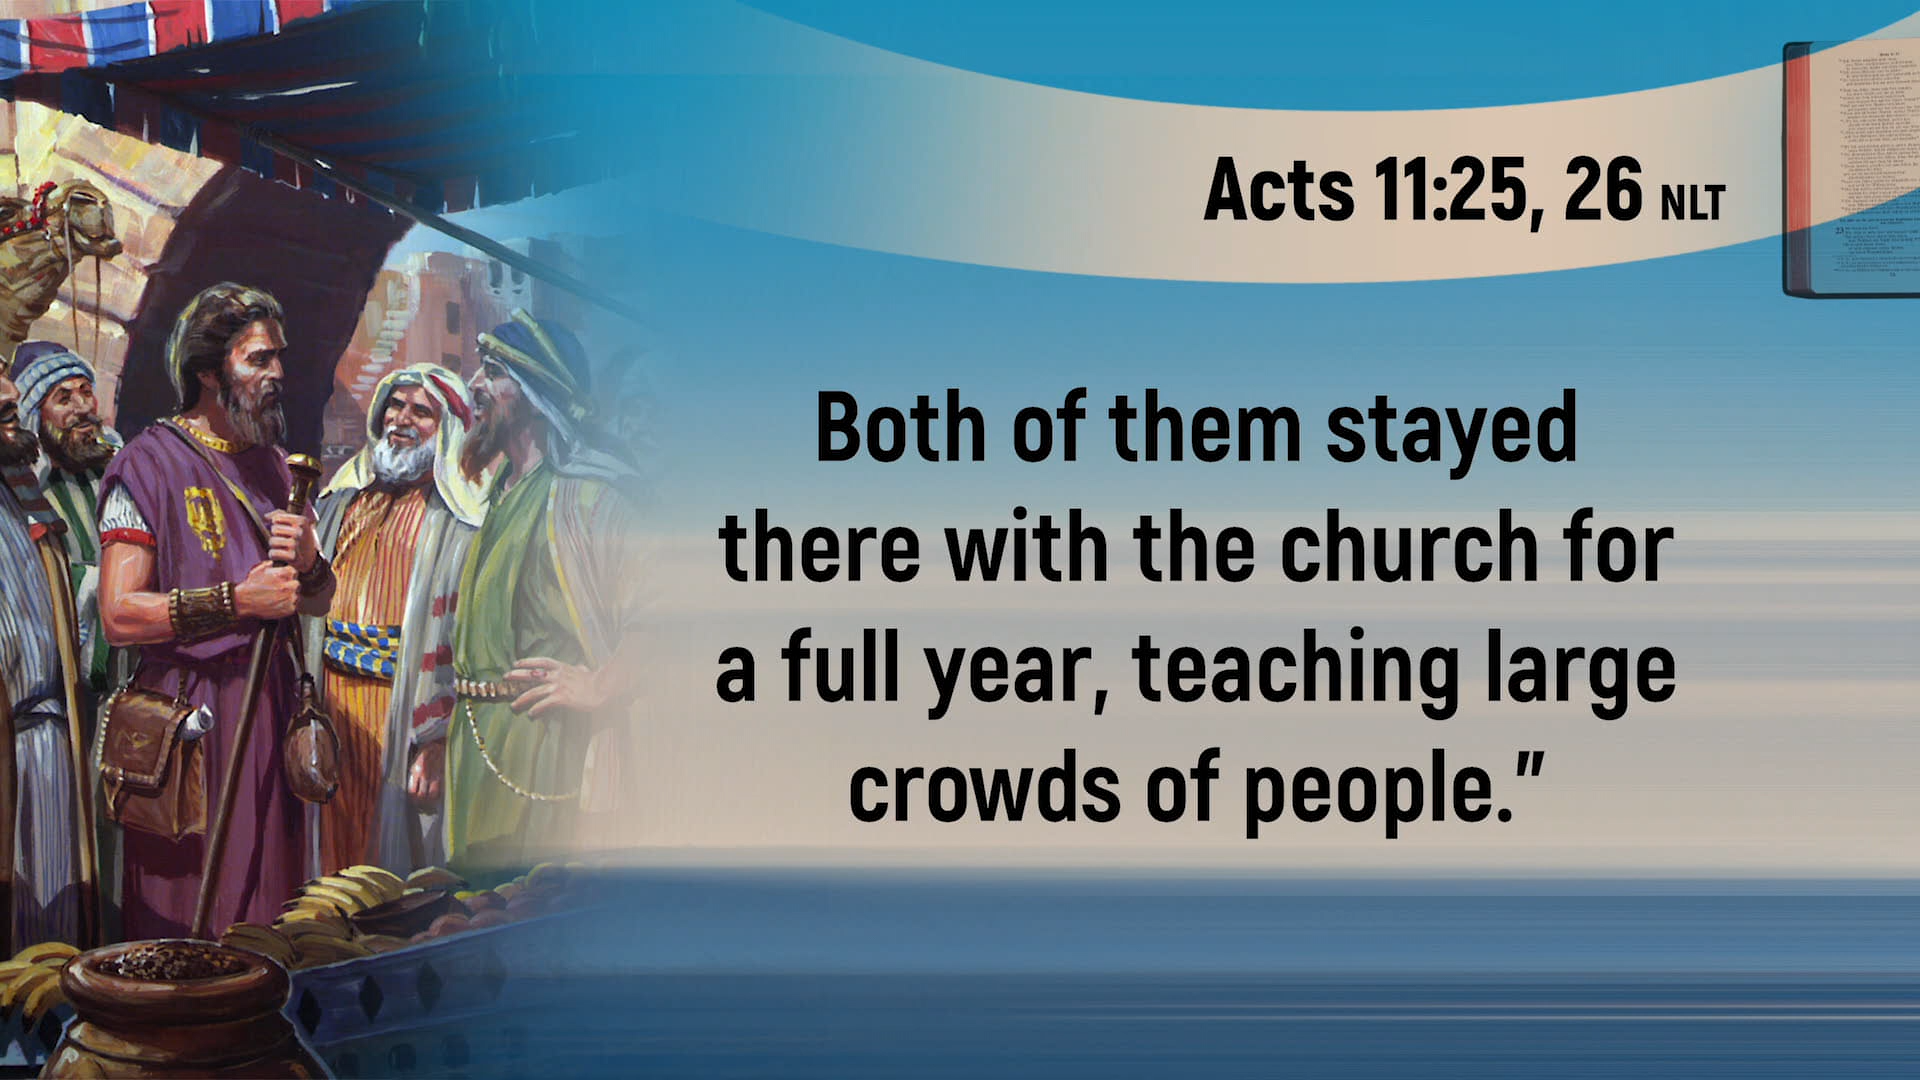 Acts 11:25, 26 NLT
Both of them stayed
there with the church for
a full year, teaching large
crowds of people.”